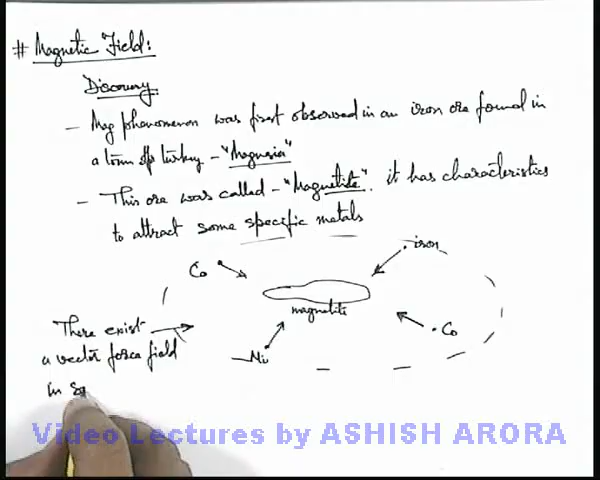 # Magnetic Field:
Discovery
- Mag phenomenon was first observed in an iron ore found in
a town of turkey - "Magnesia"
- This ore was called - "Magnetite". it has characteristics
to attract some specific metals
iron
Co
magnetite
There exist
Co
a vector force field
Ni
in
Video Lectures by ASHISH ARORA